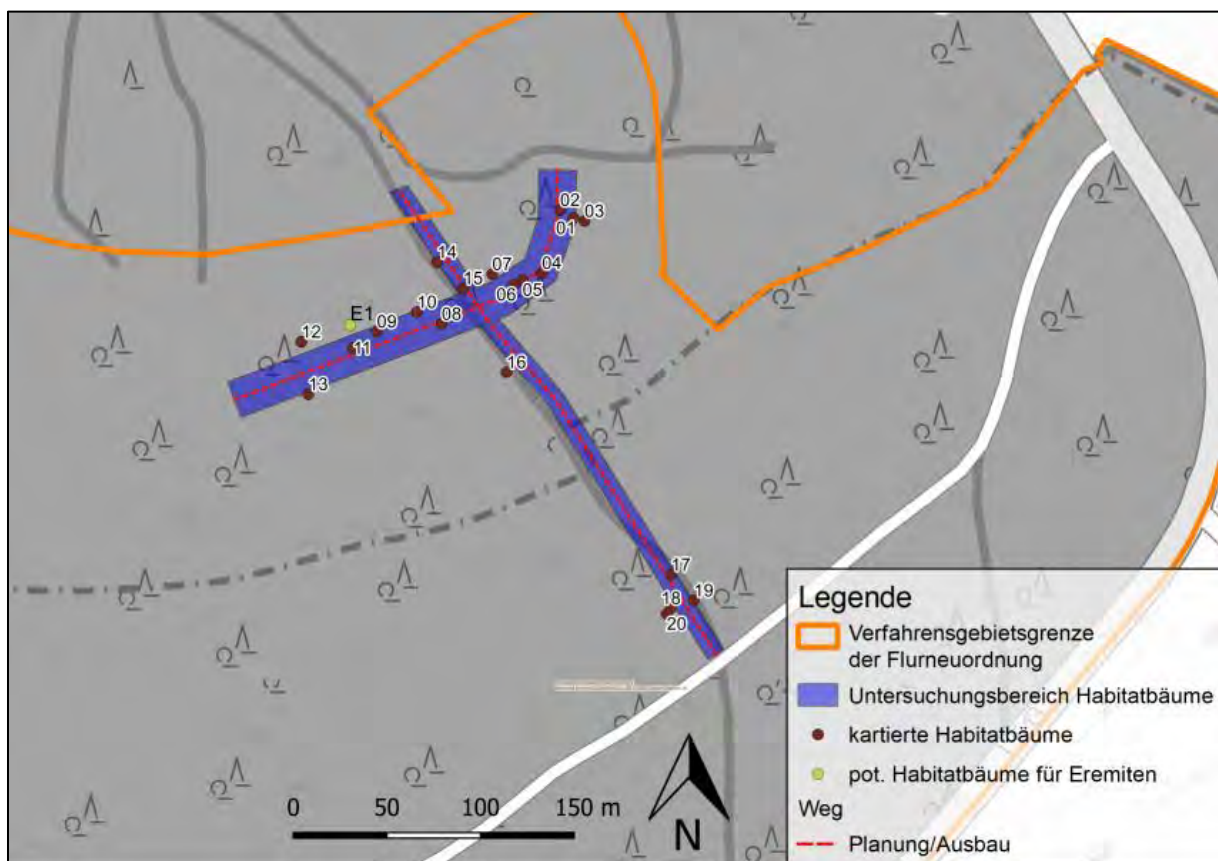 02
03
01
14
07
04
15
06
05
10
E1
09
08
12
11
13
16
17
19
18
20
Legende
Verfahrensgebietsgrenze
der Flurneuordnung
Untersuchungsbereich Habitatbäume
kartierte Habitatbäume
pot. Habitatbäume für Eremiten
Weg
Planung/Ausbau
0 50 100 150 m
N